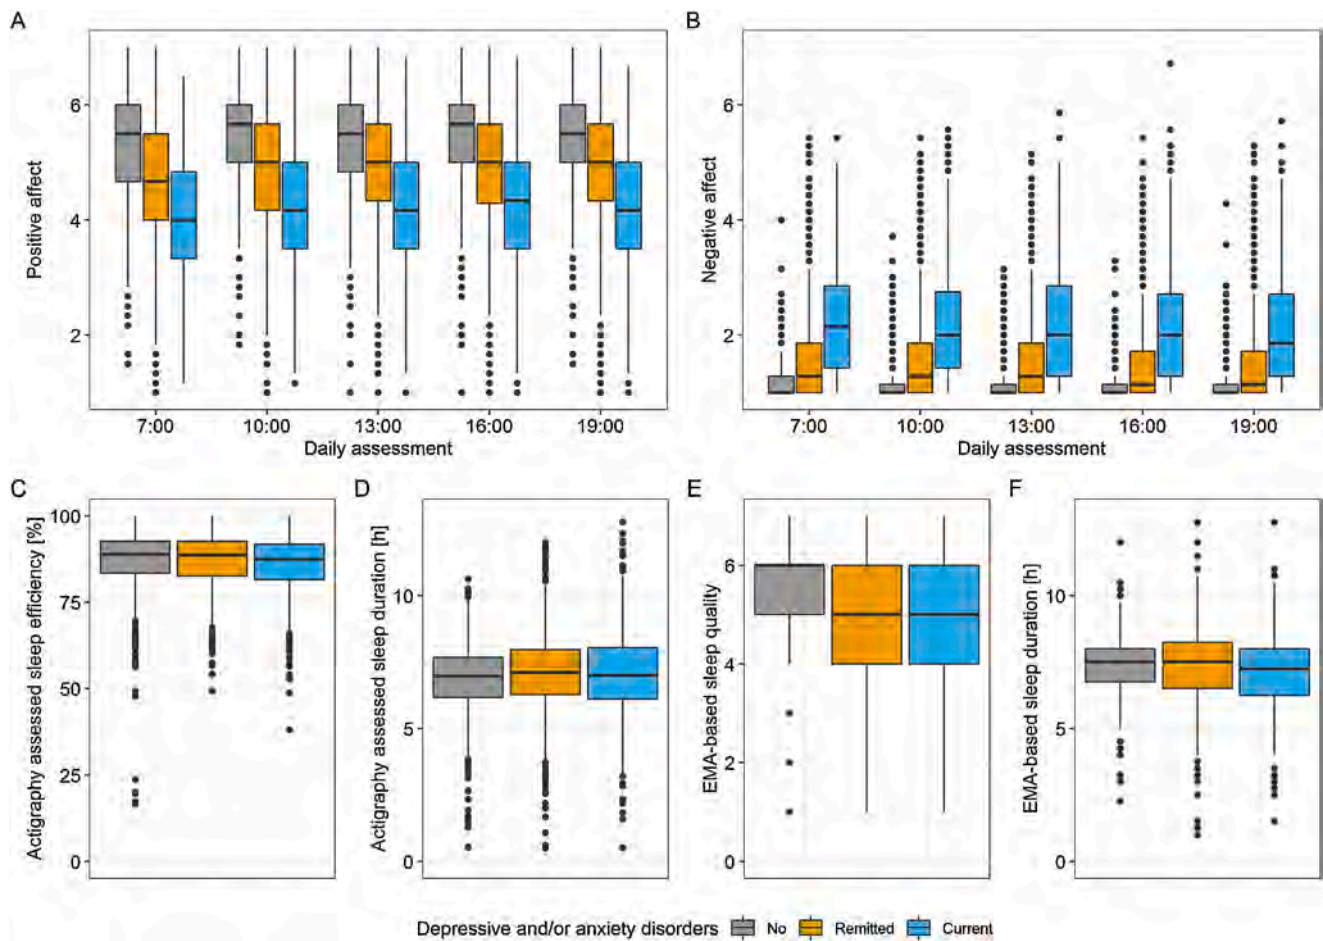 A
B
Positive affect
6
4
2
7:00 10:00 13:00 16:00 19:00
Daily assessment
Negative affect
6
4
2
7:00 10:00 13:00 16:00 19:00
Daily assessment
C
D
E
F
Actigraphy assessed sleep efficiency [%]
100
75
50
25
0
Actigraphy assessed sleep duration [h]
10
5
0
EMA-based sleep quality
6
4
2
0
EMA-based sleep duration [h]
10
5
0
Depressive and/or anxiety disorders No Remitted Current